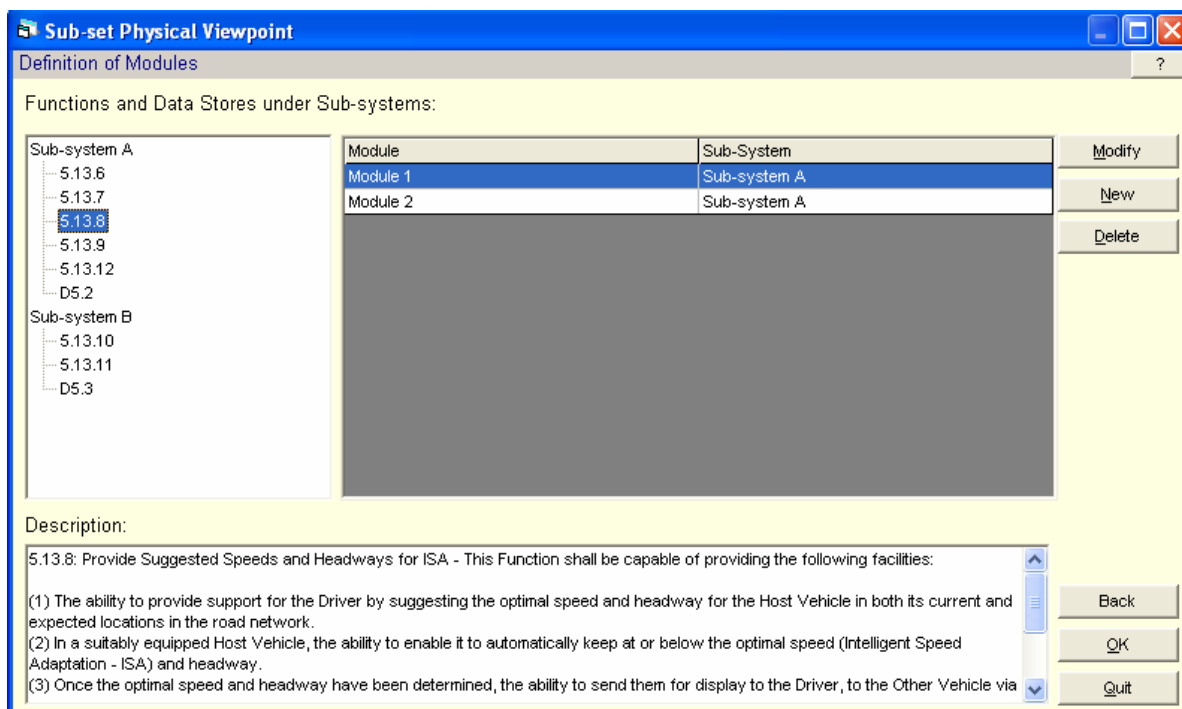 Sub-set Physical Viewpoint
Definition of Modules
?
Functions and Data Stores under Sub-systems:
Sub-system A
5.13.6
5.13.7
5.13.8
5.13.9
5.13.12
D5.2
Sub-system B
5.13.10
5.13.11
D5.3
Module Sub-System
Module 1 Sub-system A
Module 2 Sub-system A
Modify
New
Delete
Description:
5.13.8: Provide Suggested Speeds and Headways for ISA - This Function shall be capable of providing the following facilities:
(1) The ability to provide support for the Driver by suggesting the optimal speed and headway for the Host Vehicle in both its current and
expected locations in the road network.
(2) In a suitably equipped Host Vehicle, the ability to enable it to automatically keep at or below the optimal speed (Intelligent Speed
Adaptation - ISA) and headway.
(3) Once the optimal speed and headway have been determined, the ability to send them for display to the Driver, to the Other Vehicle via
Back
OK
Quit